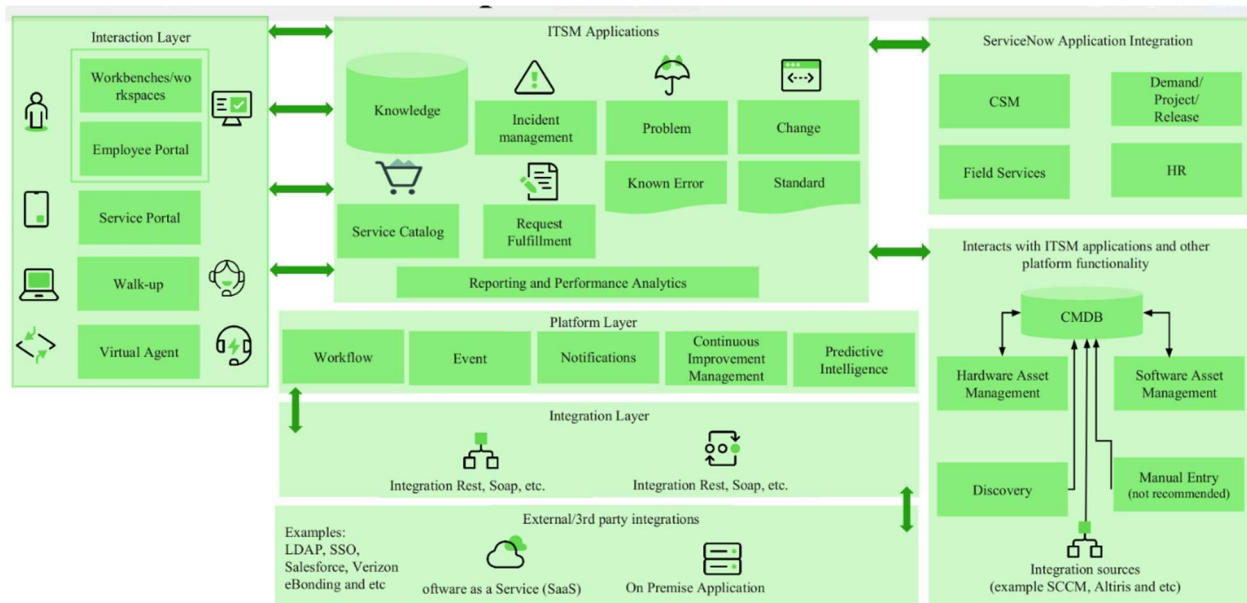 Interaction Layer
Workbenches/wo
rkspaces
Employee Portal
Service Portal
Walk-up
Virtual Agent
ITSM Applications
Knowledge
Incident
management
Problem
Change
Known Error
Standard
Service Catalog
Request
Fulfillment
Reporting and Performance Analytics
ServiceNow Application Integration
CSM
Demand/
Project/
Release
Field Services
HR
Platform Layer
Workflow
Event
Notifications
Continuous
Improvement
Management
Predictive
Intelligence
Integration Layer
Integration Rest, Soap, etc.
Integration Rest, Soap, etc.
External/3rd party integrations
Examples:
LDAP, SSO,
Salesforce, Verizon
eBonding and etc
oftware as a Service (SaaS)
On Premise Application
Interacts with ITSM applications and other
platform functionality
CMDB
Hardware Asset
Management
Software Asset
Management
Discovery
Manual Entry
(not recommended)
Integration sources
(example SCCM, Altiris and etc)